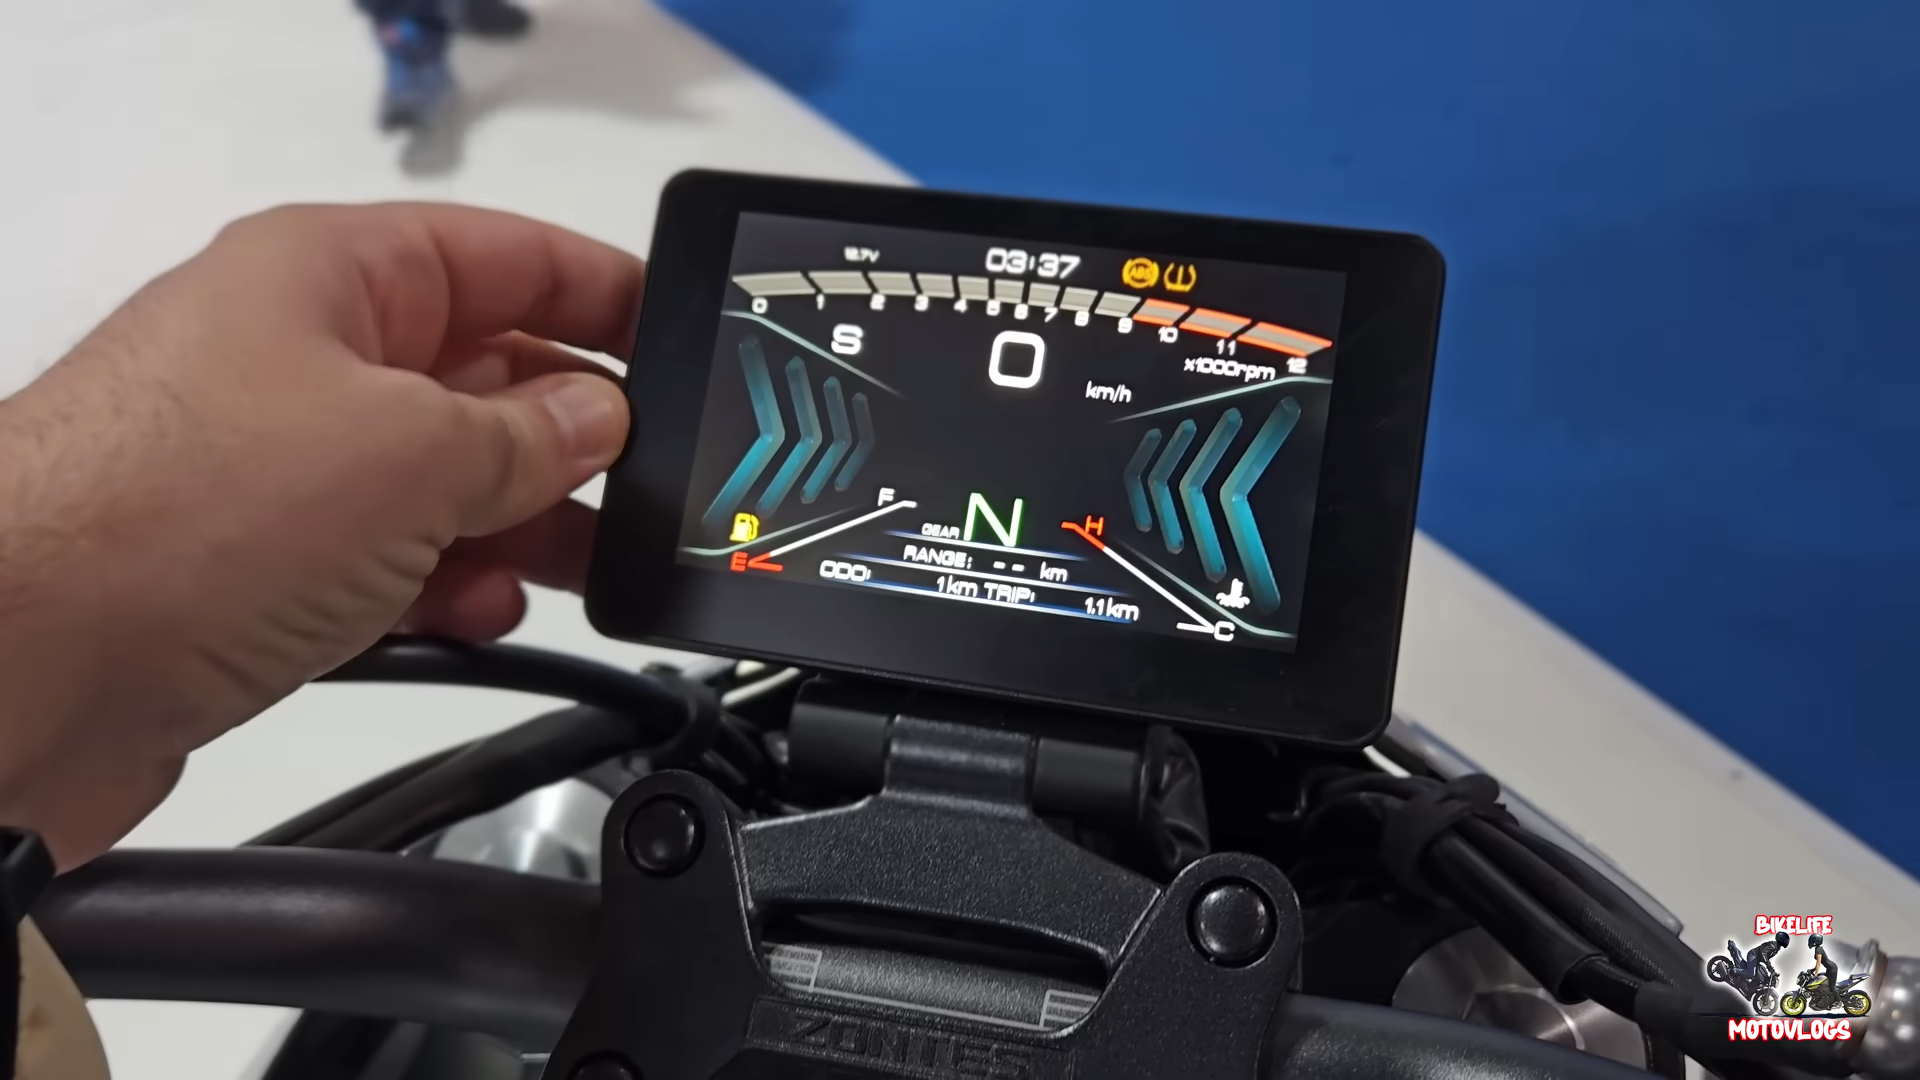 12.7V
03:37
ABS
0 1 2 3 4 5 6 7 8 9 10 11 12
x1000rpm
S
0
km/h
F
E
GEAR N
H
C
RANGE: -- km
ODO: 1km TRIP: 1.1km
ZONTES
BIKELIFE
MOTOVLOGS